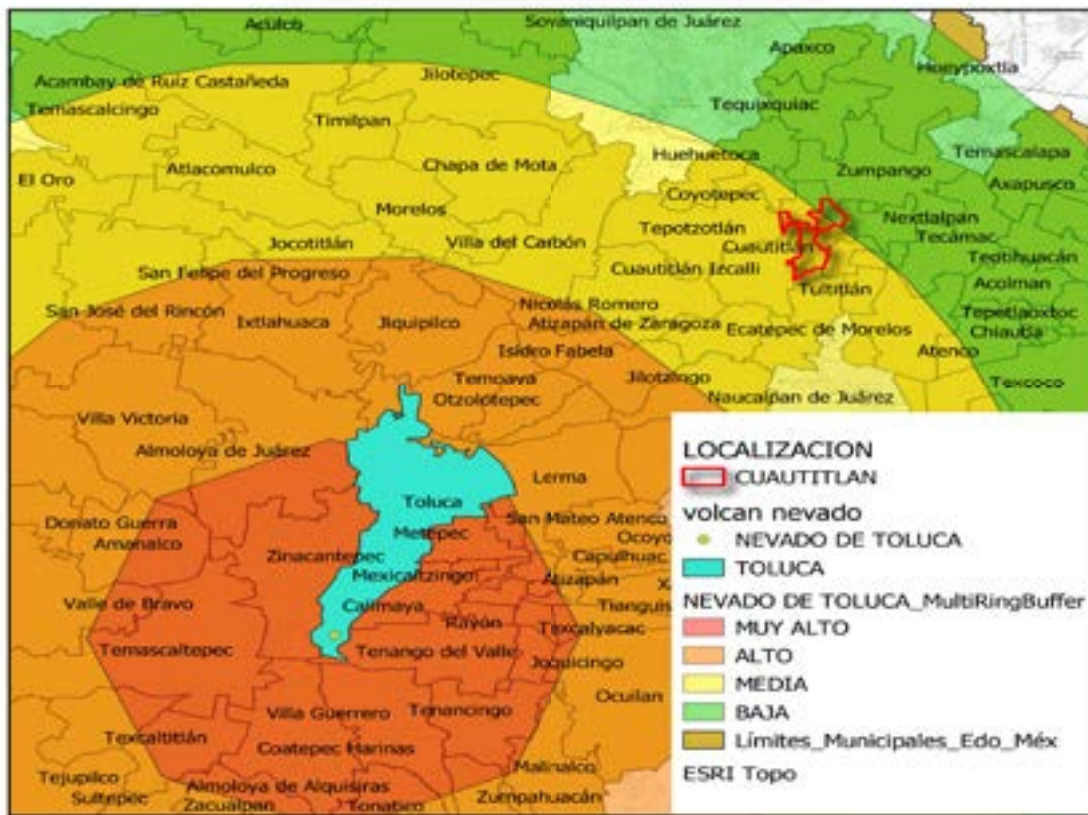 Aculco
Soyaniquilpan de Juárez
Apaxco
Hueypoxtla
Acambay de Ruíz Castañeda
Jilotepec
Temascalcingo
Timilpan
Tequixquiac
Huehuetoca
Temascalapa
El Oro
Atlacomulco
Chapa de Mota
Zumpango
Axapusco
Coyotepec
Morelos
Tepotzotlán
Nextlalpan
Tecámac
Jocotitlán
Villa del Carbón
Cuautitlán
Teotihuacán
San Felipe del Progreso
Cuautitlán Izcalli
Acolman
Tultitlán
San José del Rincón
Nicolás Romero
Ixtlahuaca
Jiquipilco
Atizapán de Zaragoza
Ecatepec de Morelos
Tepetlaoxtoc
Chiautla
Isidro Fabela
Atenco
Temoaya
Jilotzingo
Texcoco
Otzolotepec
Naucalpan de Juárez
Villa Victoria
Almoloya de Juárez
Lerma
Toluca
San Mateo Atenco
Donato Guerra
Metepec
Ocoyo
Amanalco
Zinacantepec
Capulhuac
Mexicaltzingo
Atizapán
Valle de Bravo
Calimaya
Tianguis
Rayón
Texcalyacac
Temascaltepec
Tenango del Valle
Joquicingo
Ocuilan
Villa Guerrero
Tenancingo
Texcaltitlán
Coatepec Harinas
Malinalco
Tejupilco
Almoloya de Alquisiras
Sultepec
Zacualpan
Tonatico
Zumpahuacán
LOCALIZACION
CUAUTITLAN
volcan nevado
NEVADO DE TOLUCA
TOLUCA
NEVADO DE TOLUCA_MultiRingBuffer
MUY ALTO
ALTO
MEDIA
BAJA
Límites_Municipales_Edo_Méx
ESRI Topo